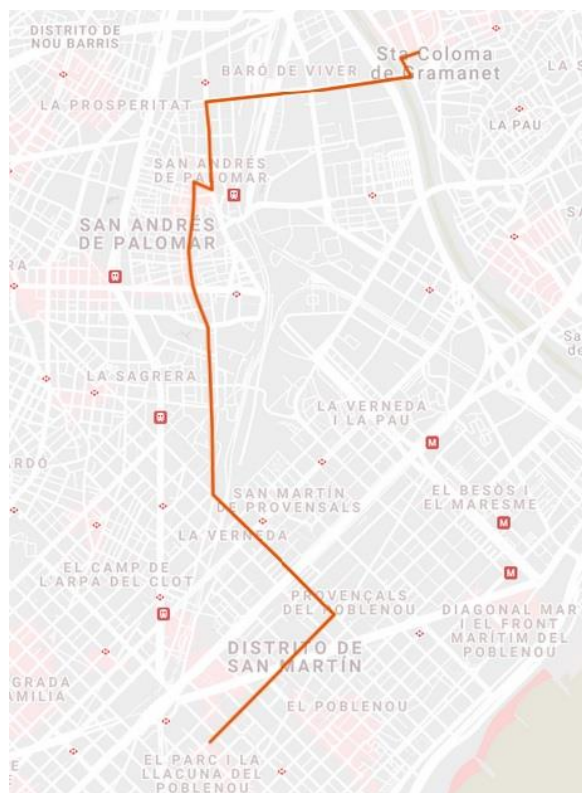 DISTRITO DE
NOU BARRIS
Sta Coloma
de Gramanet
BARÓ DE VIVER
LA PROSPERITAT
LA PAU
SAN ANDRÉS
DE PALOMAR
SAN ANDRÉS
DE PALOMAR
LA SAGRERA
LA VERNEDA
I LA PAU
SAN MARTÍN
DE PROVENSALS
EL BESÒS I
EL MARESME
LA VERNEDA
EL CAMP DE
L'ARPA DEL CLOT
PROVENÇALS
DEL POBLENOU
DIAGONAL MAR
I EL FRONT
MARÍTIM DEL
POBLENOU
DISTRITO DE
SAN MARTÍN
EL POBLENOU
EL PARC I LA
LLACUNA DEL
POBLENOU
M
M
M